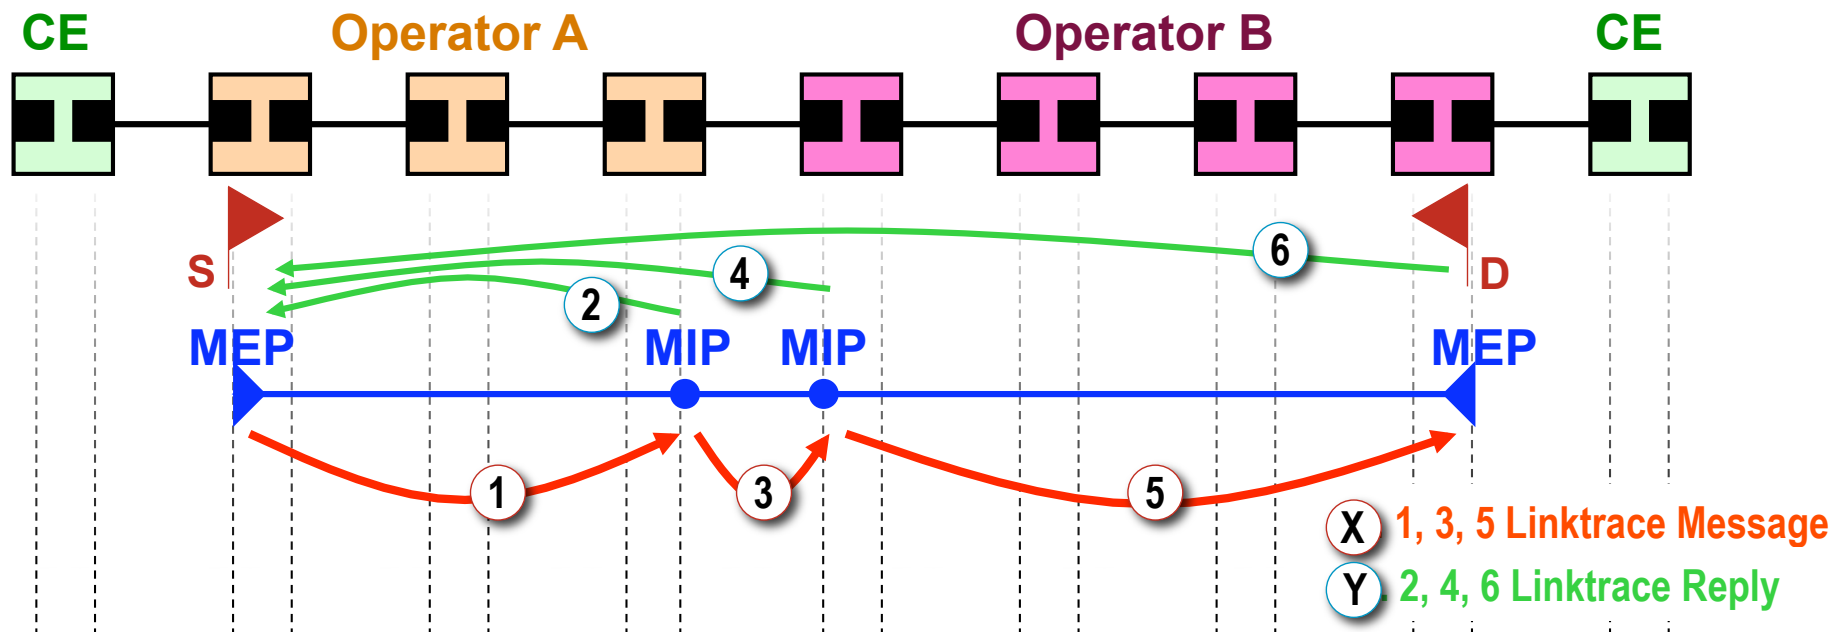 CE Operator A Operator B CE
6
S 4 D
2
MEP MIP MIP MEP
1 3 5
X 1, 3, 5 Linktrace Message
Y . 2, 4, 6 Linktrace Reply